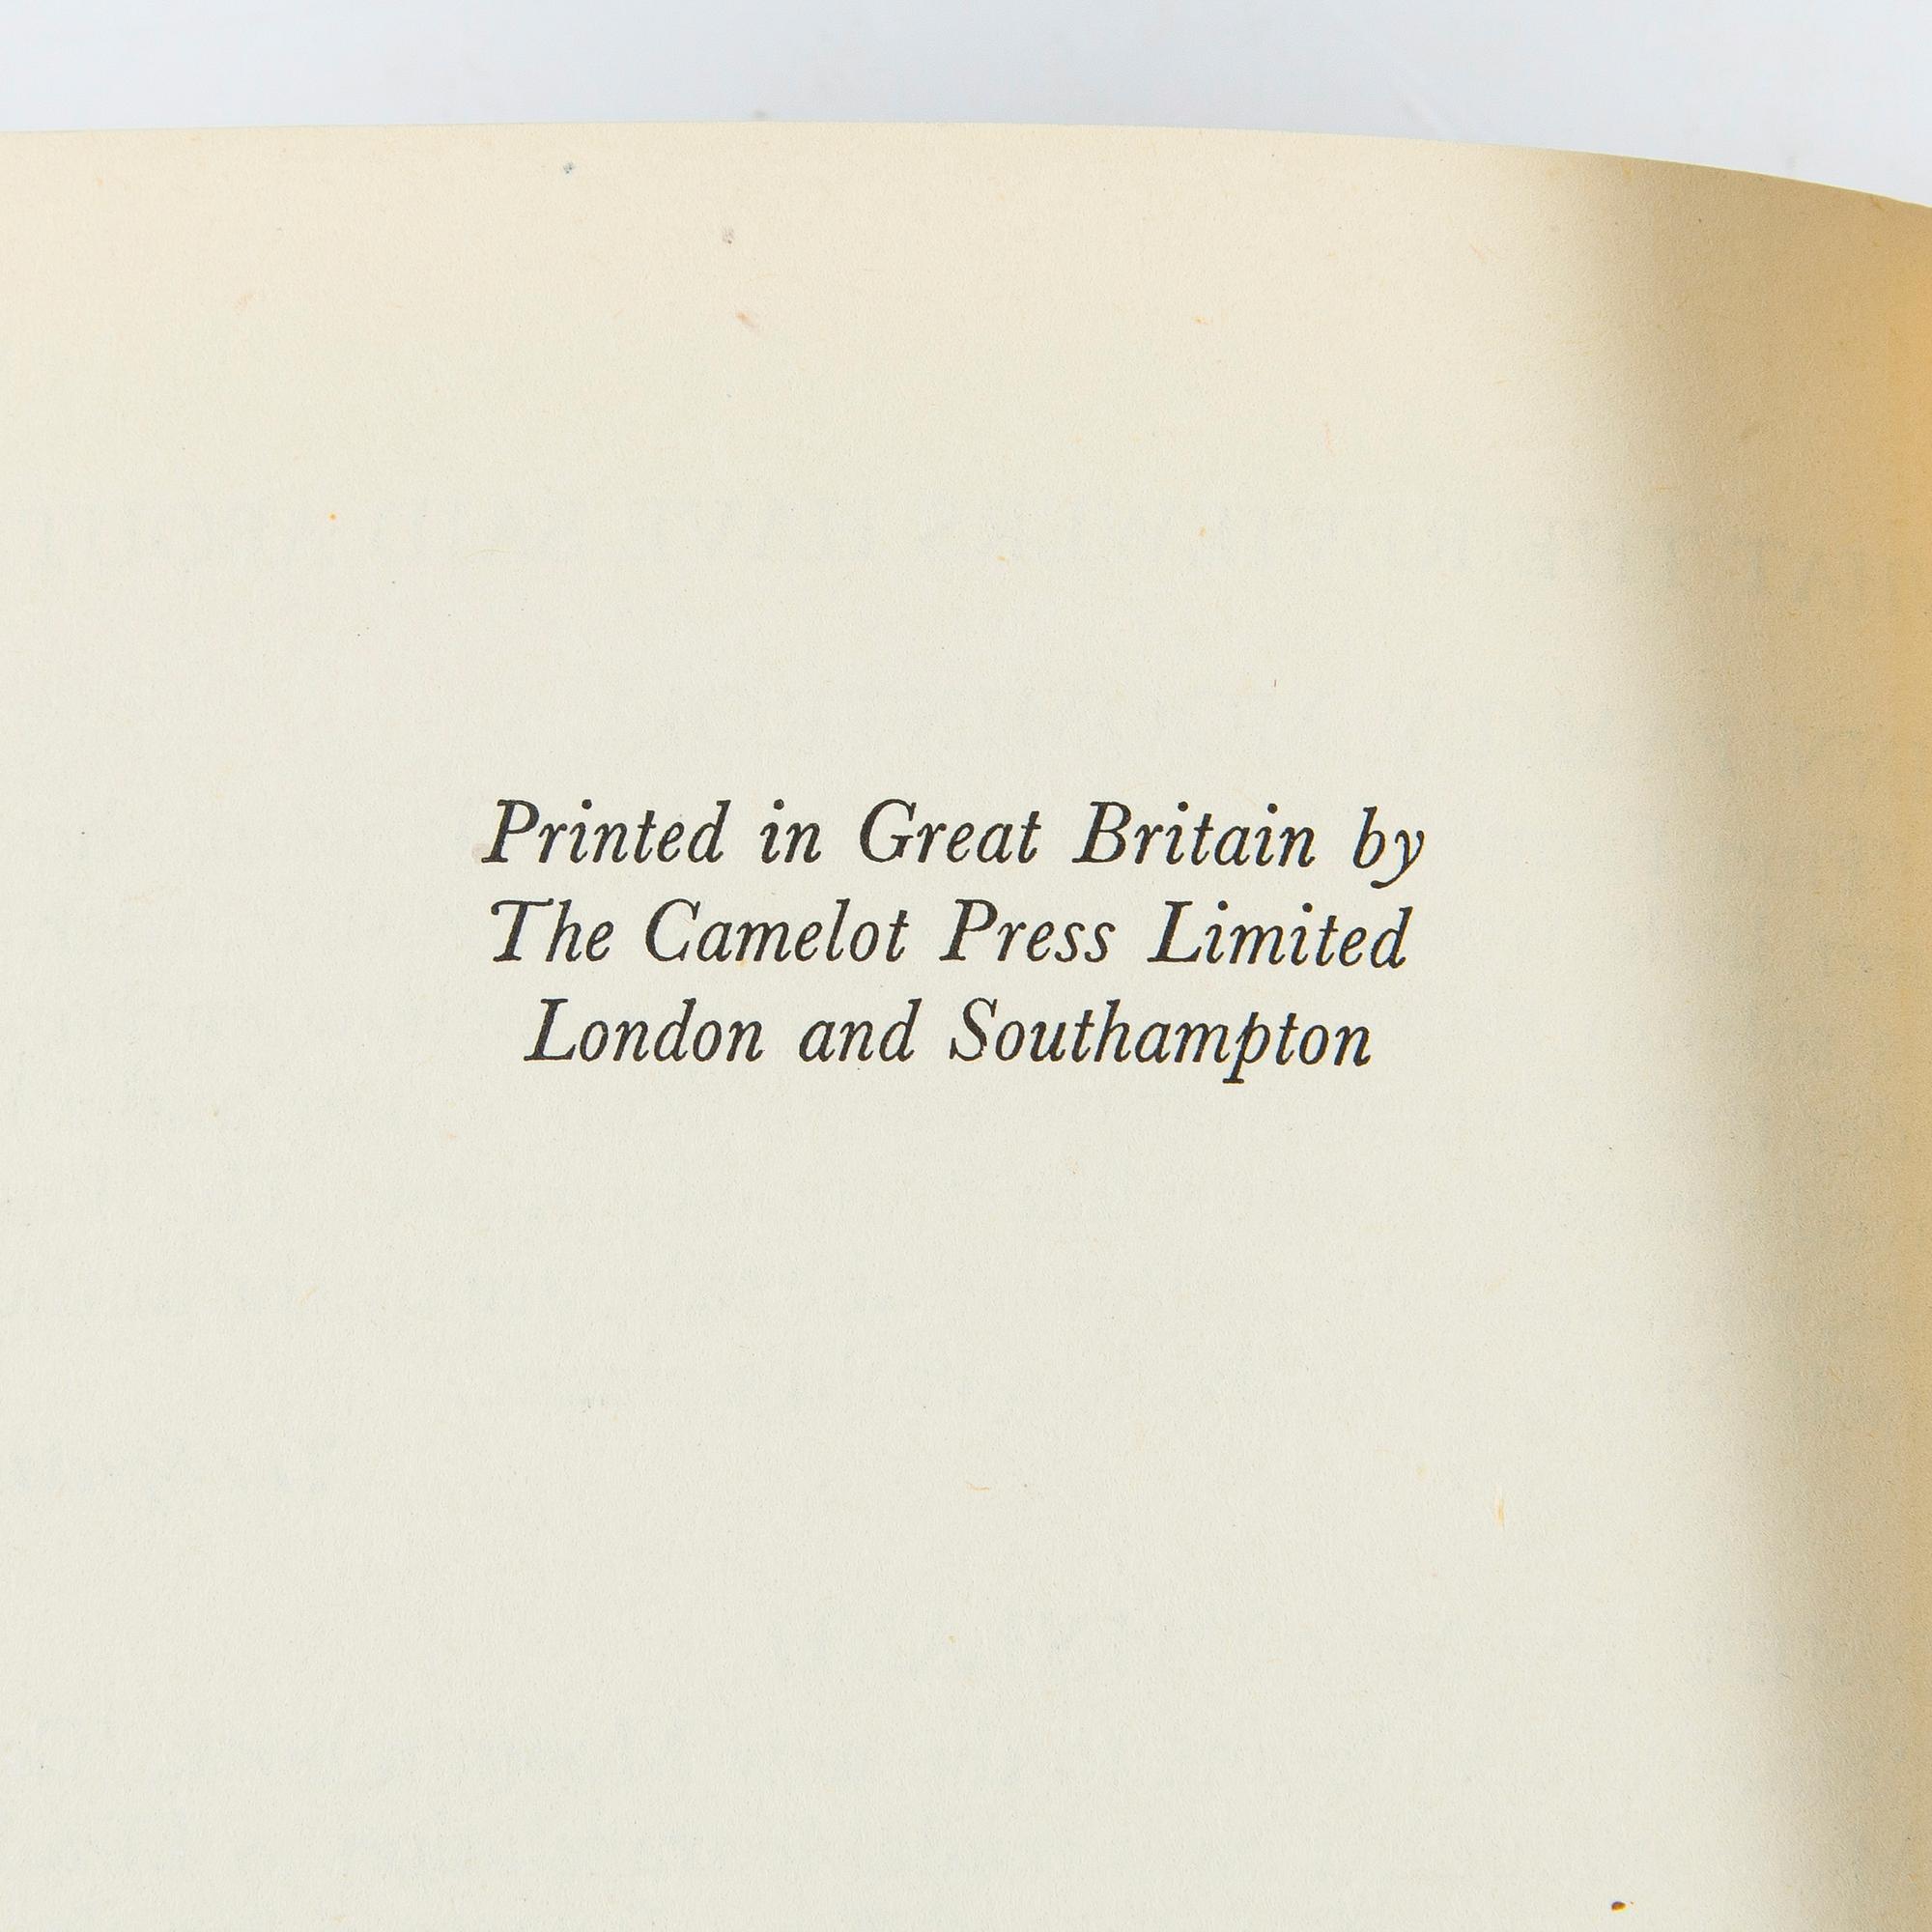 Printed in Great Britain by
The Camelot Press Limited
London and Southampton